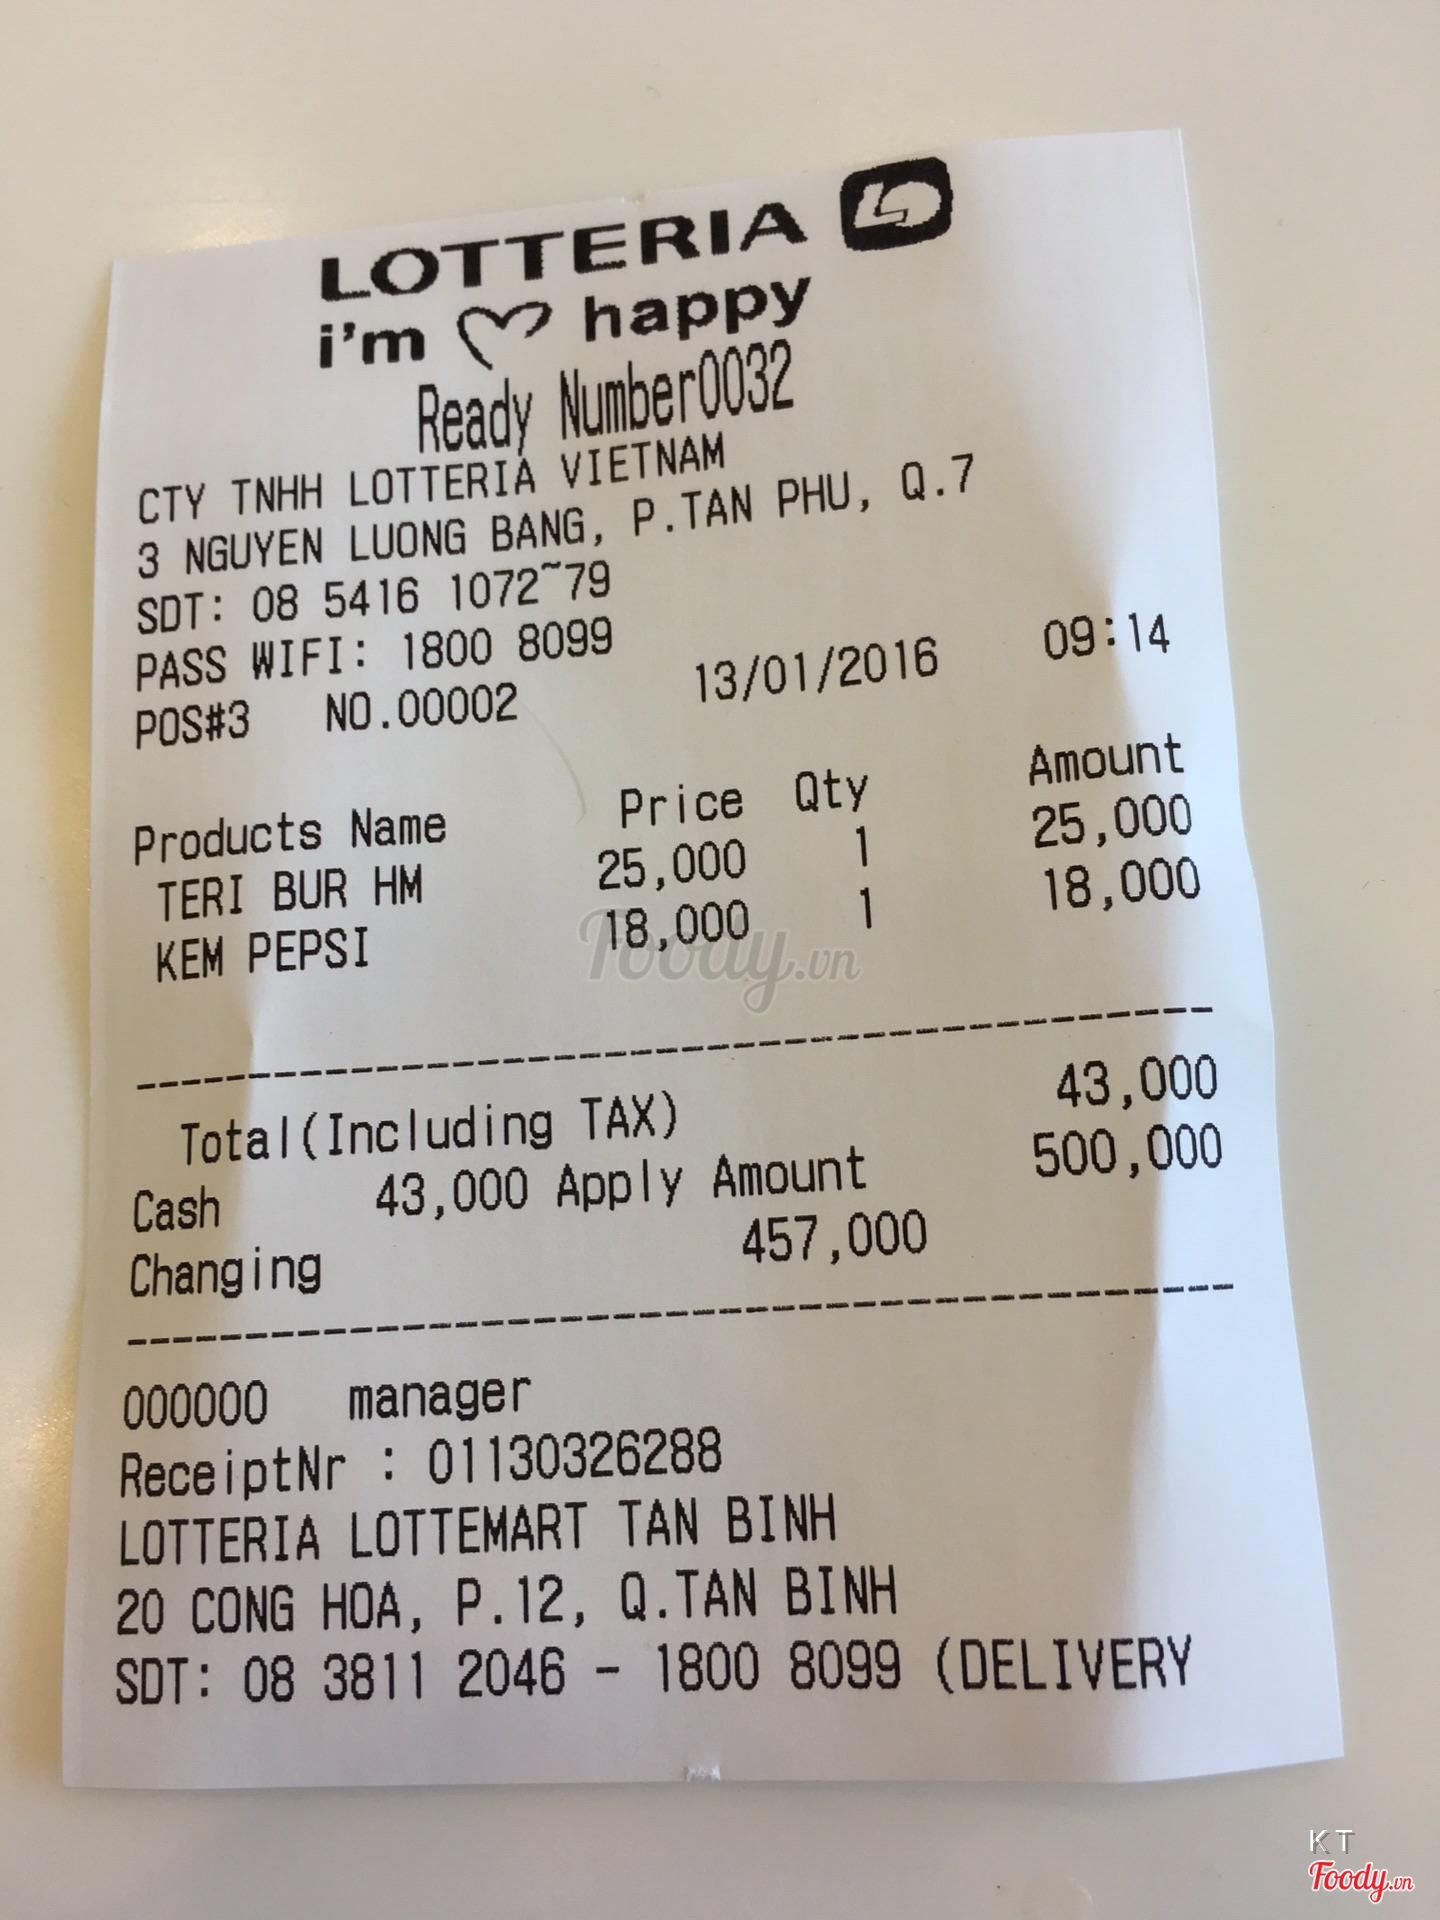 LOTTERIA
i'm happy
Ready Number0032
CTY TNHH LOTTERIA VIETNAM
3 NGUYEN LUONG BANG, P.TAN PHU, Q.7
SDT: 08 5416 1072~79
PASS WIFI: 1800 8099
POS#3 NO.00002 13/01/2016 09:14
Products Name Price Qty Amount
TERI BUR HM 25,000 1 25,000
KEM PEPSI 18,000 1 18,000
Foody.vn
Total(Including TAX) 43,000
Cash 43,000 Apply Amount 500,000
Changing 457,000
000000 manager
ReceiptNr : 01130326288
LOTTERIA LOTTEMART TAN BINH
20 CONG HOA, P.12, Q.TAN BINH
SDT: 08 3811 2046 - 1800 8099 (DELIVERY
KT
Foody.vn